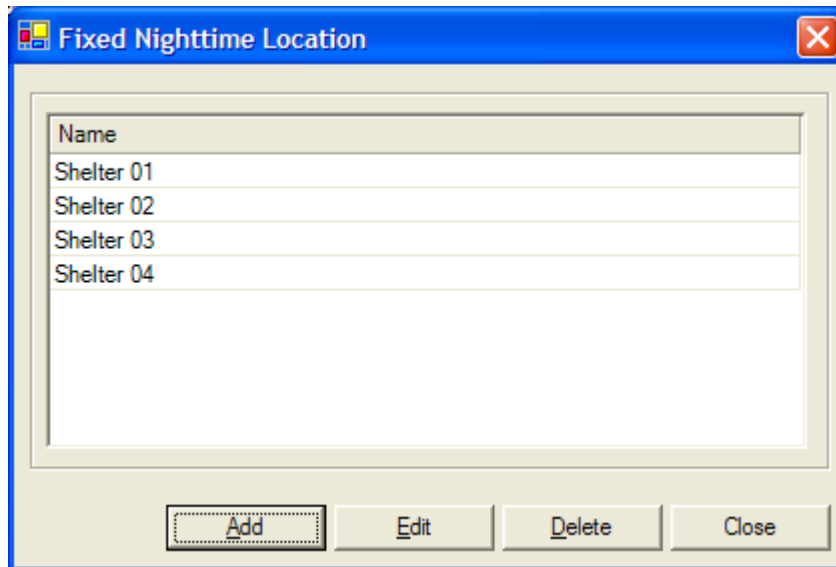 Fixed Nighttime Location
Name
Shelter 01
Shelter 02
Shelter 03
Shelter 04
Add Edit Delete Close